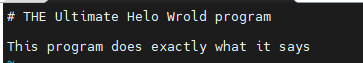 # THE Ultimate Helo Wrold program
This program does exactly what it says